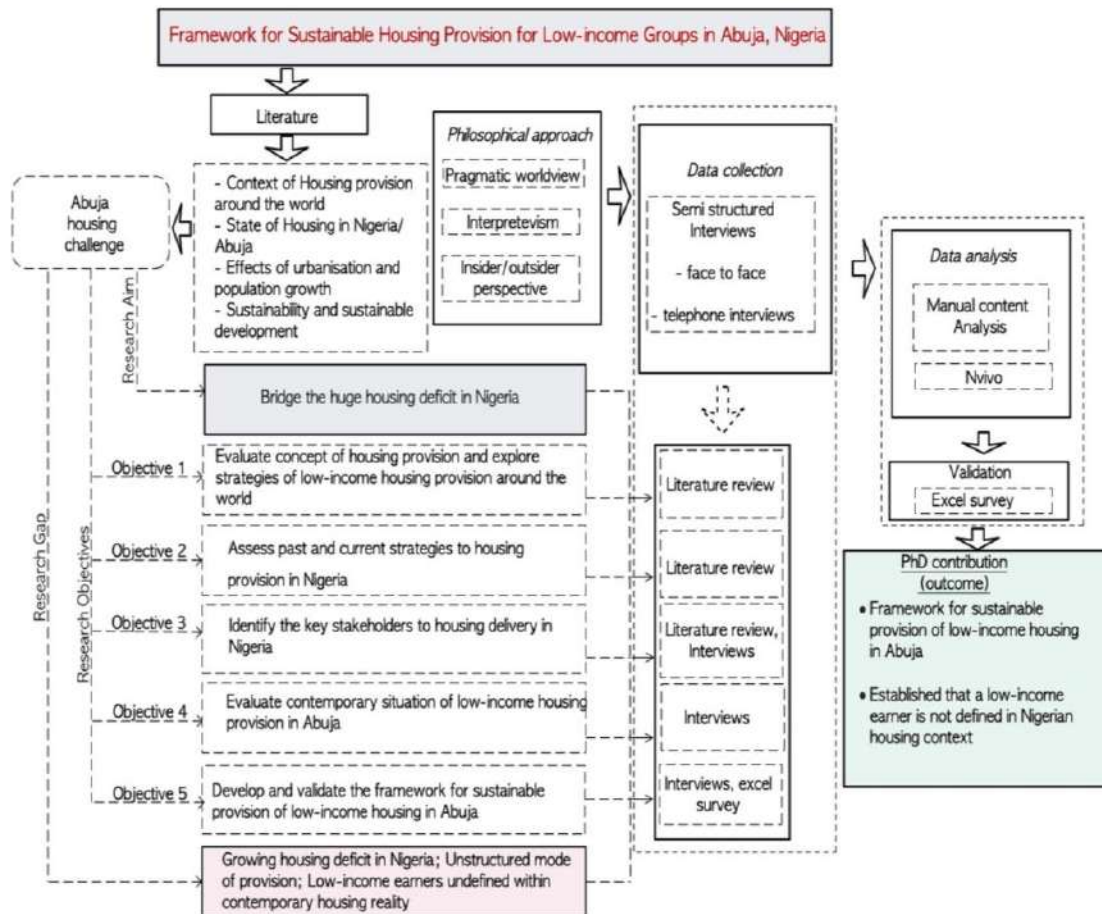 Framework for Sustainable Housing Provision for Low-income Groups in Abuja, Nigeria
Literature
- Context of Housing provision
around the world
- State of Housing in Nigeria/
Abuja
- Effects of urbanisation and
population growth
- Sustainability and sustainable
development
Abuja
housing
challenge
Philosophical approach
Pragmatic worldview
Interpretevism
Insider/outsider
perspective
Data collection
Semi structured
Interviews
- face to face
- telephone interviews
Data analysis
Manual content
Analysis
Nvivo
Validation
Excel survey
Research Aim
Research Objectives
Research Gap
Bridge the huge housing deficit in Nigeria
Objective 1
Evaluate concept of housing provision and explore
strategies of low-income housing provision around the
world
Literature review
Objective 2
Assess past and current strategies to housing
provision in Nigeria
Literature review
Objective 3
Identify the key stakeholders to housing delivery in
Nigeria
Literature review,
Interviews
Objective 4
Evaluate contemporary situation of low-income housing
provision in Abuja
Interviews
Objective 5
Develop and validate the framework for sustainable
provision of low-income housing in Abuja
Interviews, excel
survey
Growing housing deficit in Nigeria; Unstructured mode
of provision; Low-income earners undefined within
contemporary housing reality
PhD contribution
(outcome)
• Framework for sustainable
provision of low-income housing
in Abuja
• Established that a low-income
earner is not defined in Nigerian
housing context